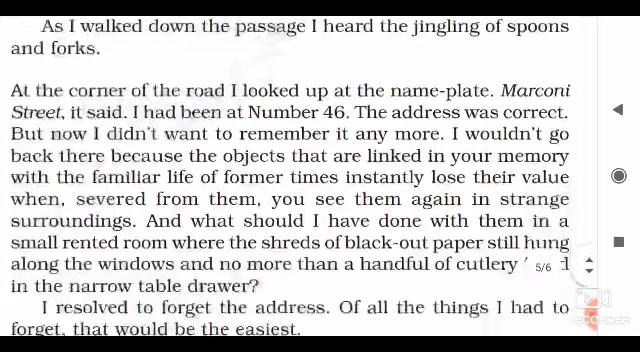 As I walked down the passage I heard the jingling of spoons
and forks.
At the corner of the road I looked up at the name-plate. Marconi
Street, it said. I had been at Number 46. The address was correct.
But now I didn't want to remember it any more. I wouldn't go
back there because the objects that are linked in your memory
with the familiar life of former times instantly lose their value
when, severed from them, you see them again in strange
surroundings. And what should I have done with them in a
small rented room where the shreds of black-out paper still hung
along the windows and no more than a handful of cutlery
5/6
in the narrow table drawer?
I resolved to forget the address. Of all the things I had to
forget, that would be the easiest.